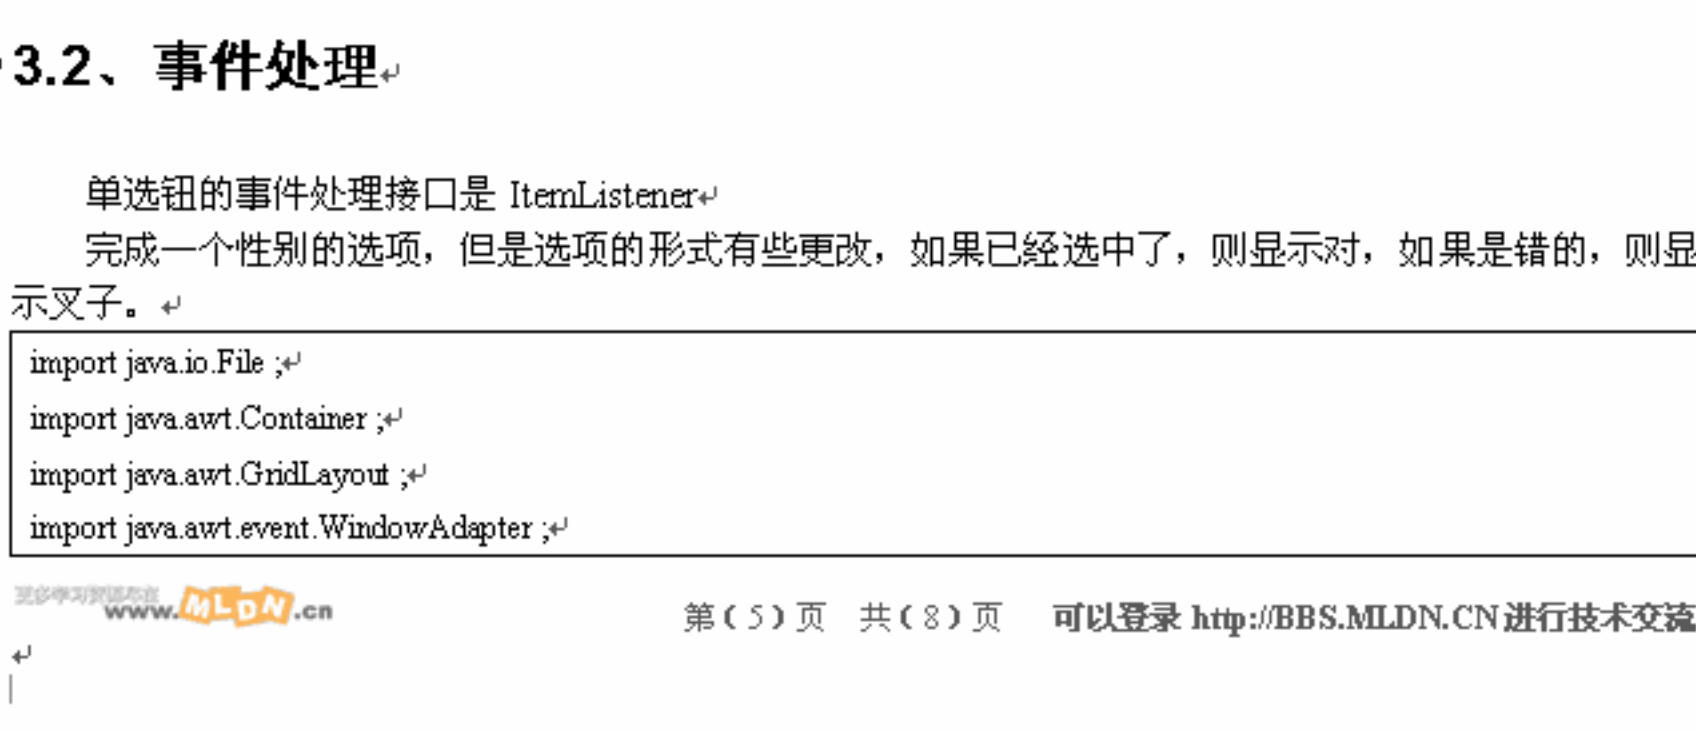 3.2、事件处理
单选钮的事件处理接口是 ItemListener
完成一个性别的选项，但是选项的形式有些更改，如果已经选中了，则显示对，如果是错的，则显
示叉子。
import java.io.File ;
import java.awt.Container ;
import java.awt.GridLayout ;
import java.awt.event.WindowAdapter ;
www.MLDN.cn
第(5)页 共(8)页 可以登录 http://BBS.MLDN.CN 进行技术交流